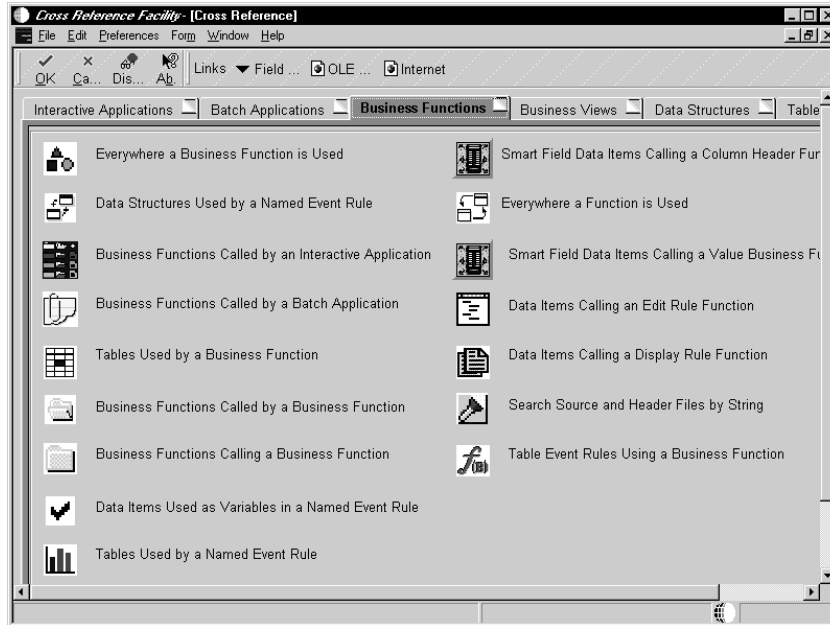 Cross Reference Facility - [Cross Reference]
File Edit Preferences Form Window Help
OK Ca... Dis... Ab. Links Field ... OLE ... Internet
Interactive Applications Batch Applications Business Functions Business Views Data Structures Table
Everywhere a Business Function is Used
Smart Field Data Items Calling a Column Header Fun
Data Structures Used by a Named Event Rule
Everywhere a Function is Used
Business Functions Called by an Interactive Application
Smart Field Data Items Calling a Value Business Fu
Business Functions Called by a Batch Application
Data Items Calling an Edit Rule Function
Tables Used by a Business Function
Data Items Calling a Display Rule Function
Business Functions Called by a Business Function
Search Source and Header Files by String
Business Functions Calling a Business Function
f(B)
Table Event Rules Using a Business Function
Data Items Used as Variables in a Named Event Rule
Tables Used by a Named Event Rule